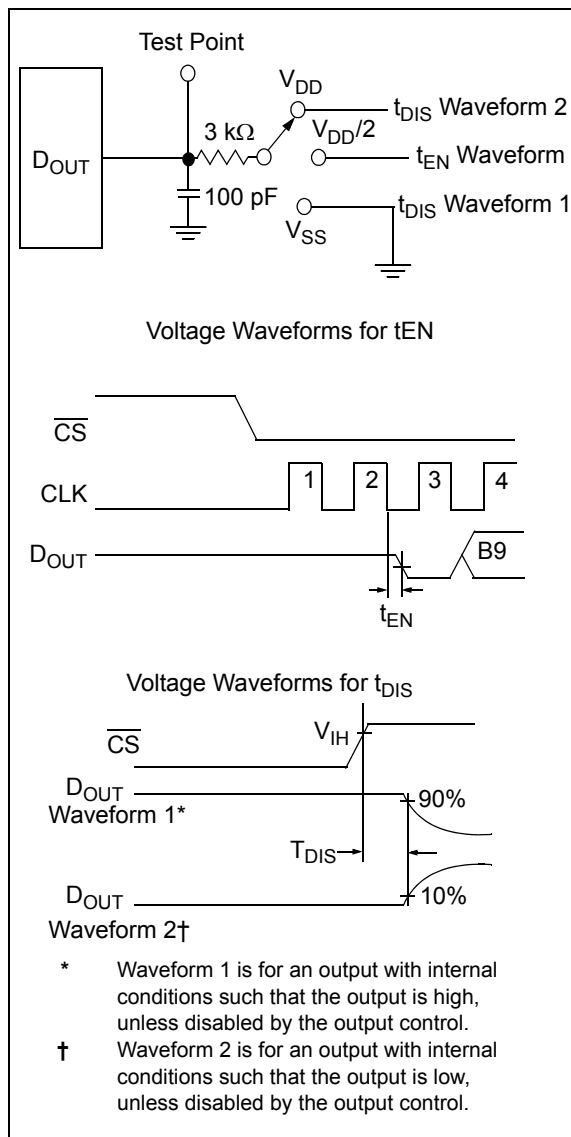 Test Point
V_DD
t_DIS Waveform 2
3 kΩ
V_DD/2
D_OUT
t_EN Waveform
100 pF
t_DIS Waveform 1
V_SS
Voltage Waveforms for tEN
CS
CLK
1 2 3 4
D_OUT
B9
t_EN
Voltage Waveforms for t_DIS
V_IH
CS
D_OUT
Waveform 1*
90%
T_DIS
D_OUT
10%
Waveform 2†
* Waveform 1 is for an output with internal
conditions such that the output is high,
unless disabled by the output control.
† Waveform 2 is for an output with internal
conditions such that the output is low,
unless disabled by the output control.